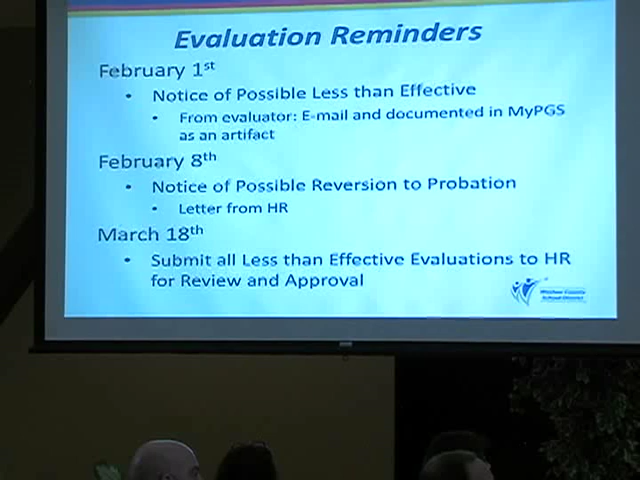 Evaluation Reminders
February 1st
• Notice of Possible Less than Effective
• From evaluator: E-mail and documented in MyPGS
as an artifact
February 8th
• Notice of Possible Reversion to Probation
• Letter from HR
March 18th
• Submit all Less than Effective Evaluations to HR
for Review and Approval
School District